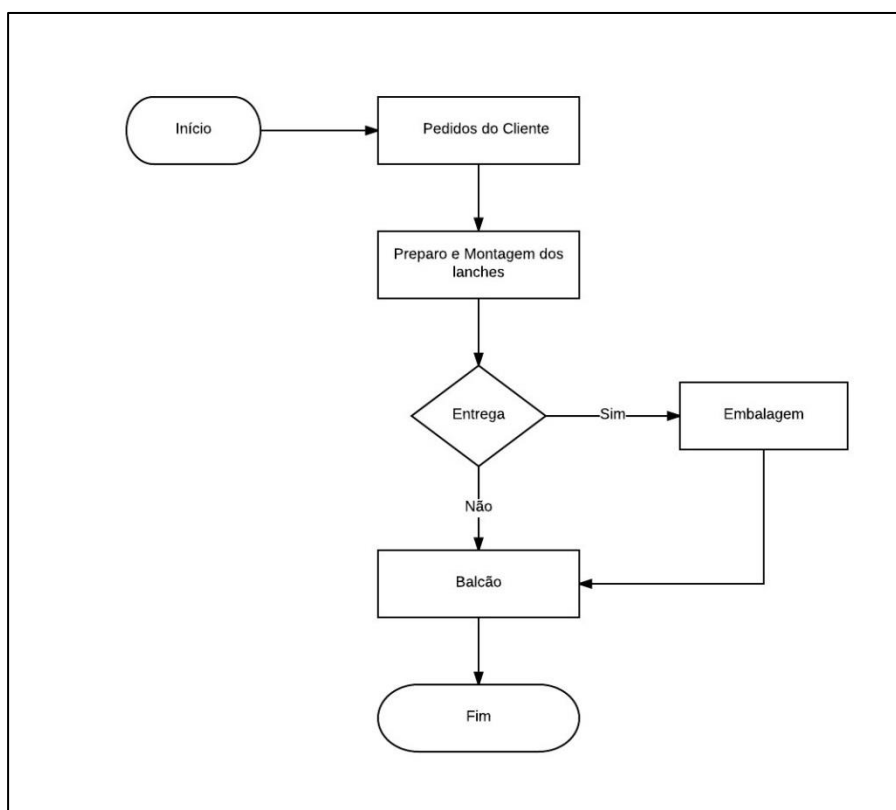 Início
Pedidos do Cliente
Preparo e Montagem dos
lanches
Entrega
Sim
Embalagem
Não
Balcão
Fim